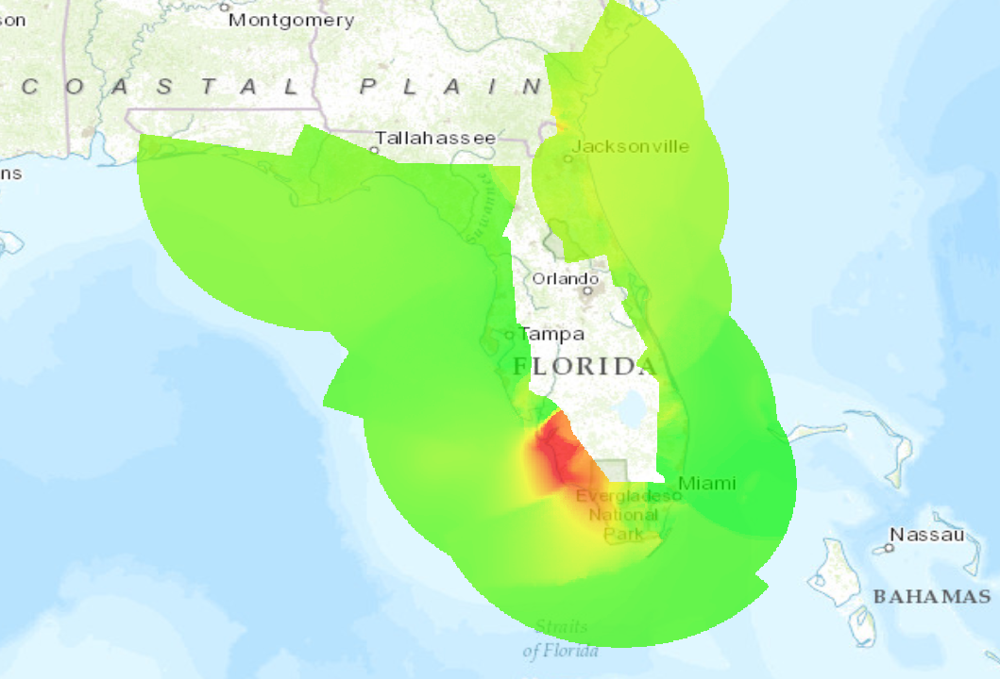 son
Montgomery
COASTAL PLAIN
Tallahassee
Jacksonville
ns
Suwannee
Orlando
Tampa
FLORIDA
Miami
Everglades
National
Park
Nassau
BAHAMAS
Straits
of Florida